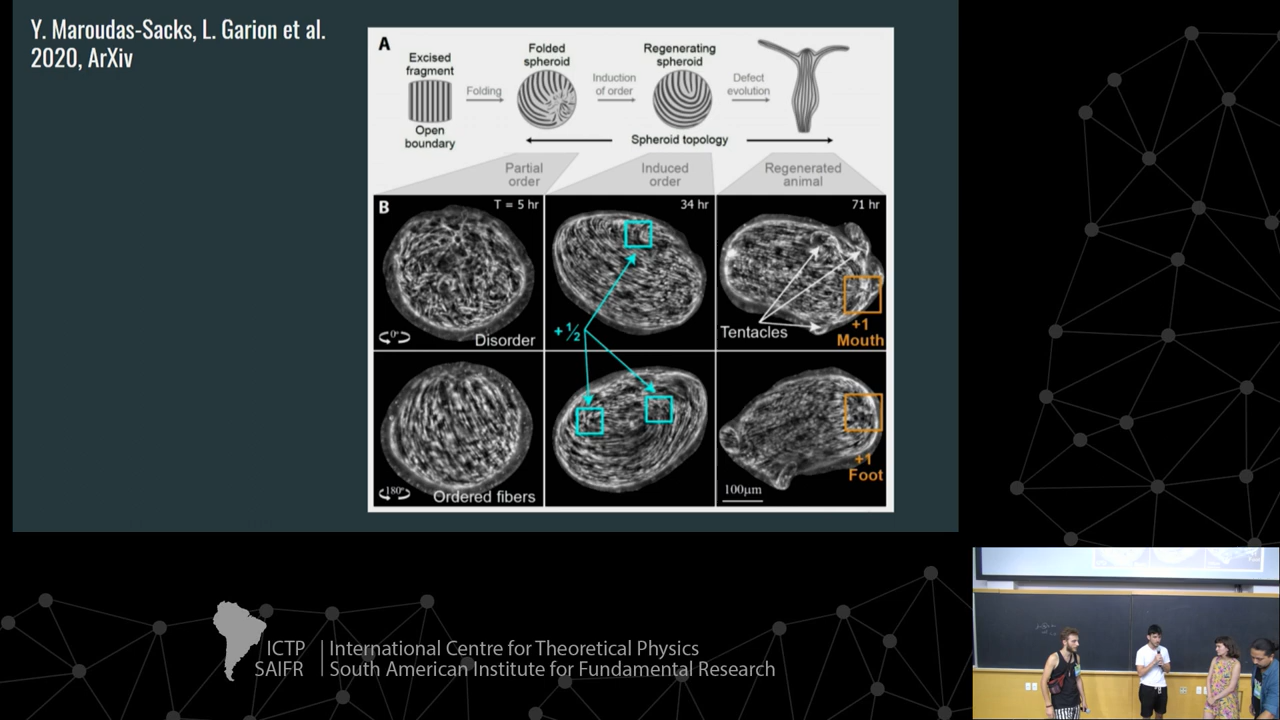 Y. Maroudas-Sacks, L. Garion et al.
2020, ArXiv
A
Excised
fragment
Open
boundary
Folding
Folded
spheroid
Induction
of order
Regenerating
spheroid
Defect
evolution
Spheroid topology
Partial
order
Induced
order
Regenerated
animal
B
T = 5 hr
34 hr
71 hr
0°
Disorder
+½
Tentacles
+1
Mouth
180°
Ordered fibers
100µm
+1
Foot
ICTP
SAIFR
International Centre for Theoretical Physics
South American Institute for Fundamental Research